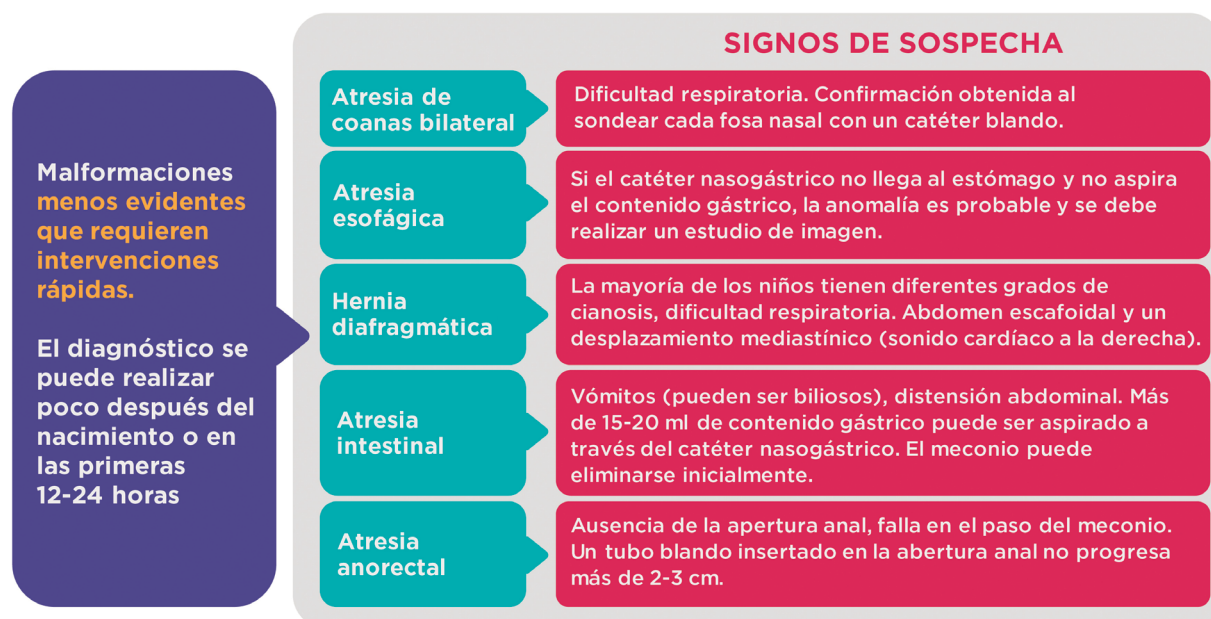 SIGNOS DE SOSPECHA
Malformaciones
menos evidentes
que requieren
intervenciones
rápidas.
El diagnóstico se
puede realizar
poco después del
nacimiento o en
las primeras
12-24 horas
Atresia de
coanas bilateral
Dificultad respiratoria. Confirmación obtenida al
sondear cada fosa nasal con un catéter blando.
Atresia
esofágica
Si el catéter nasogástrico no llega al estómago y no aspira
el contenido gástrico, la anomalía es probable y se debe
realizar un estudio de imagen.
Hernia
diafragmática
La mayoría de los niños tienen diferentes grados de
cianosis, dificultad respiratoria. Abdomen escafoidal y un
desplazamiento mediastínico (sonido cardíaco a la derecha).
Atresia
intestinal
Vómitos (pueden ser biliosos), distensión abdominal. Más
de 15-20 ml de contenido gástrico puede ser aspirado a
través del catéter nasogástrico. El meconio puede
eliminarse inicialmente.
Atresia
anorectal
Ausencia de la apertura anal, falla en el paso del meconio.
Un tubo blando insertado en la abertura anal no progresa
más de 2-3 cm.